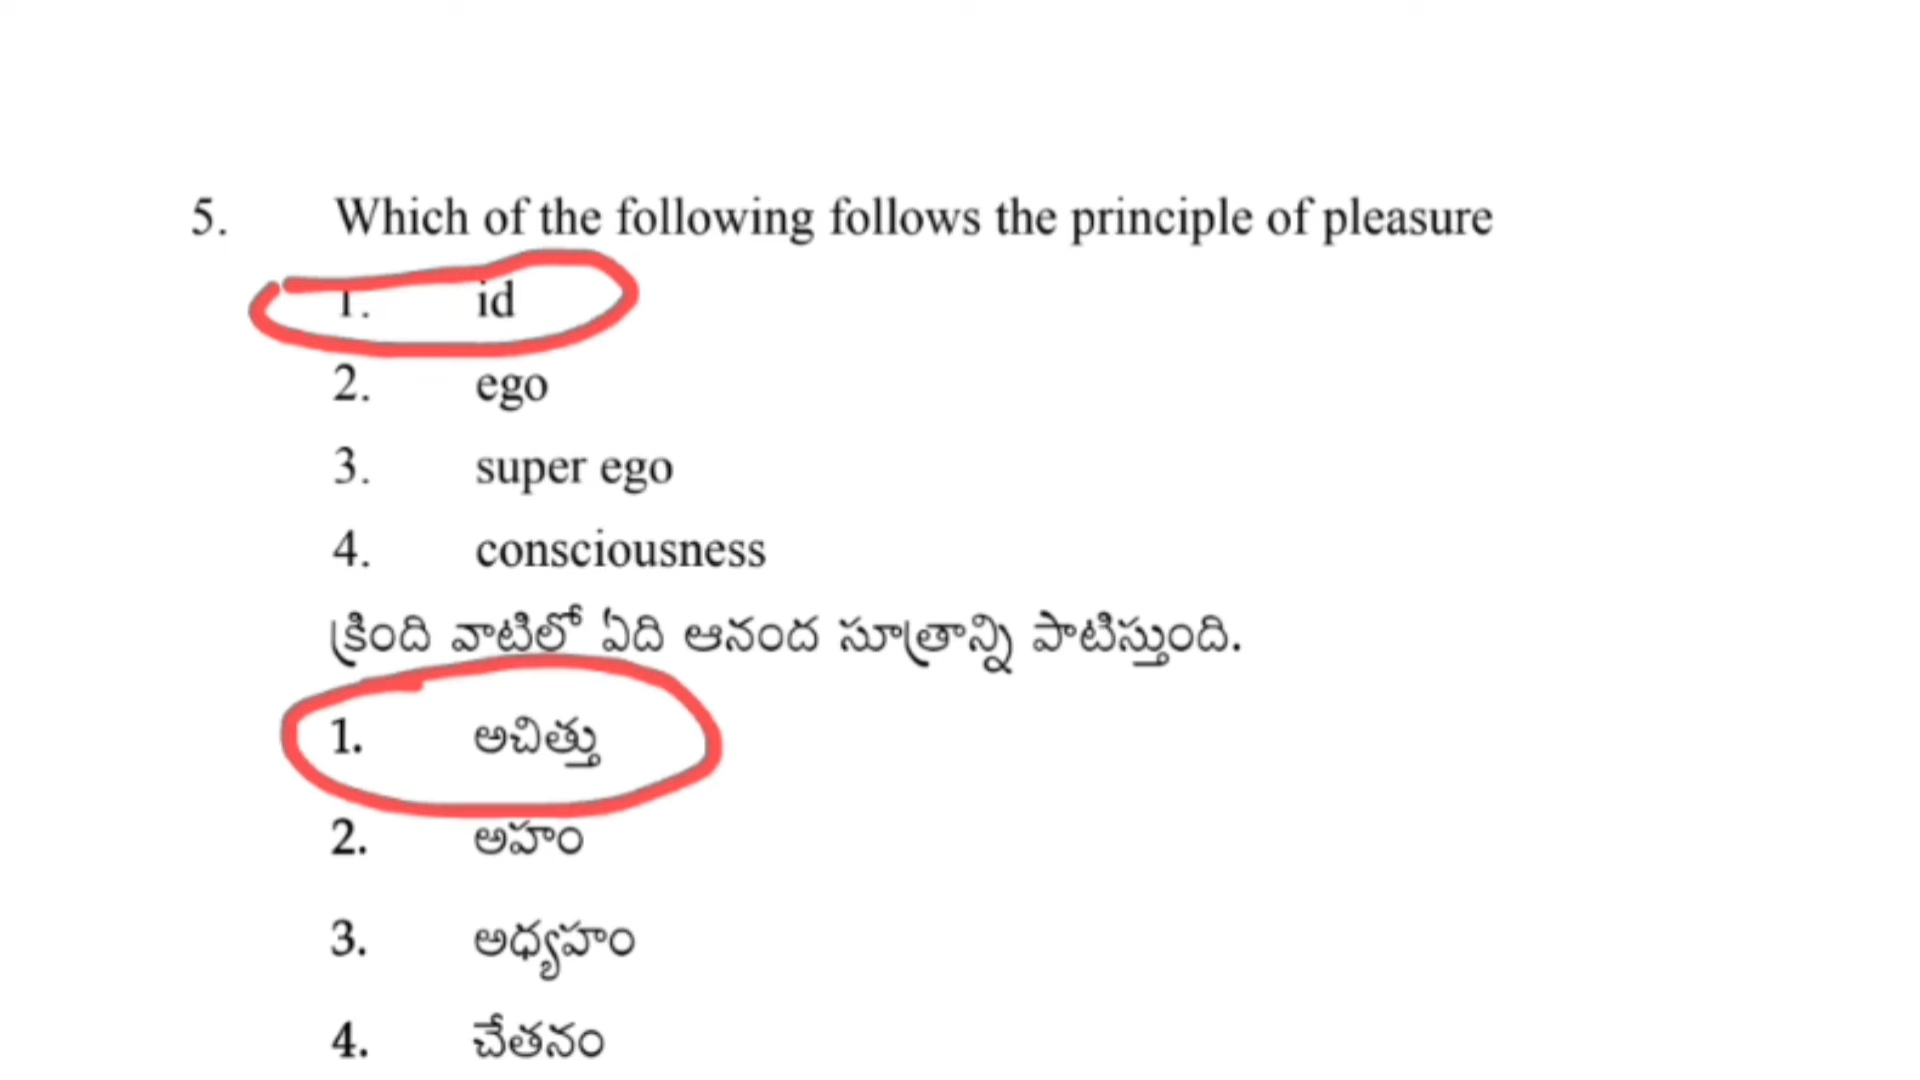 5. Which of the following follows the principle of pleasure
1. id
2. ego
3. super ego
4. consciousness
క్రింది వాటిలో ఏది ఆనంద సూత్రాన్ని పాటిస్తుంది.
1. అచిత్తు
2. అహం
3. అధ్యహం
4. చేతనం